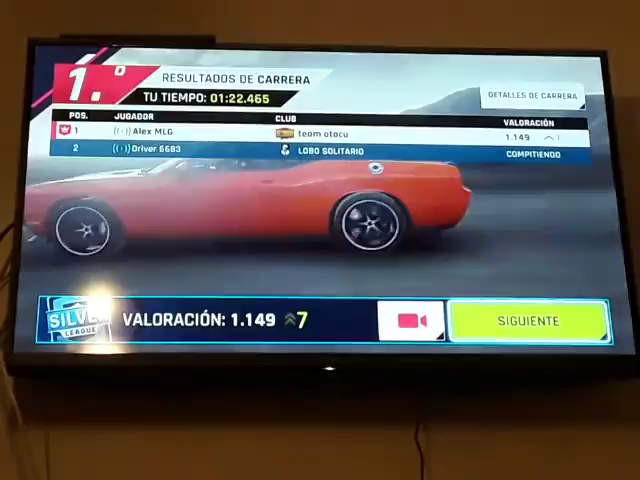 1.º
RESULTADOS DE CARRERA
TU TIEMPO: 01:22.465
DETALLES DE CARRERA
POS. JUGADOR CLUB VALORACIÓN
1 Alex MLG team otacu 1.149 7
2 Driver 6683 LOBO SOLITARIO COMPITIENDO
SILVER
LEAGUE
VALORACIÓN: 1.149 7
SIGUIENTE